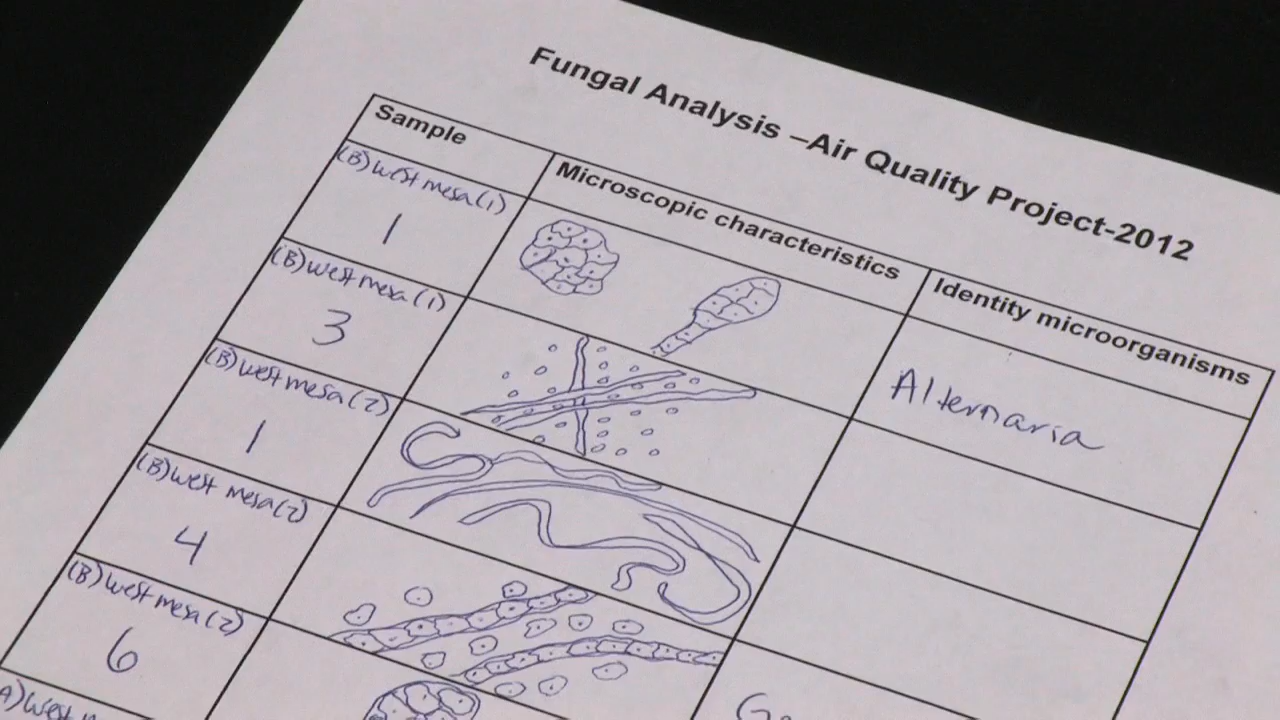 Fungal Analysis –Air Quality Project-2012
Sample
Microscopic characteristics
Identity microorganisms
(B) west mesa (1)
1
Alternaria
(B) west mesa (1)
3
(B) west mesa (2)
1
(B) west mesa (2)
4
(B) west mesa (2)
6